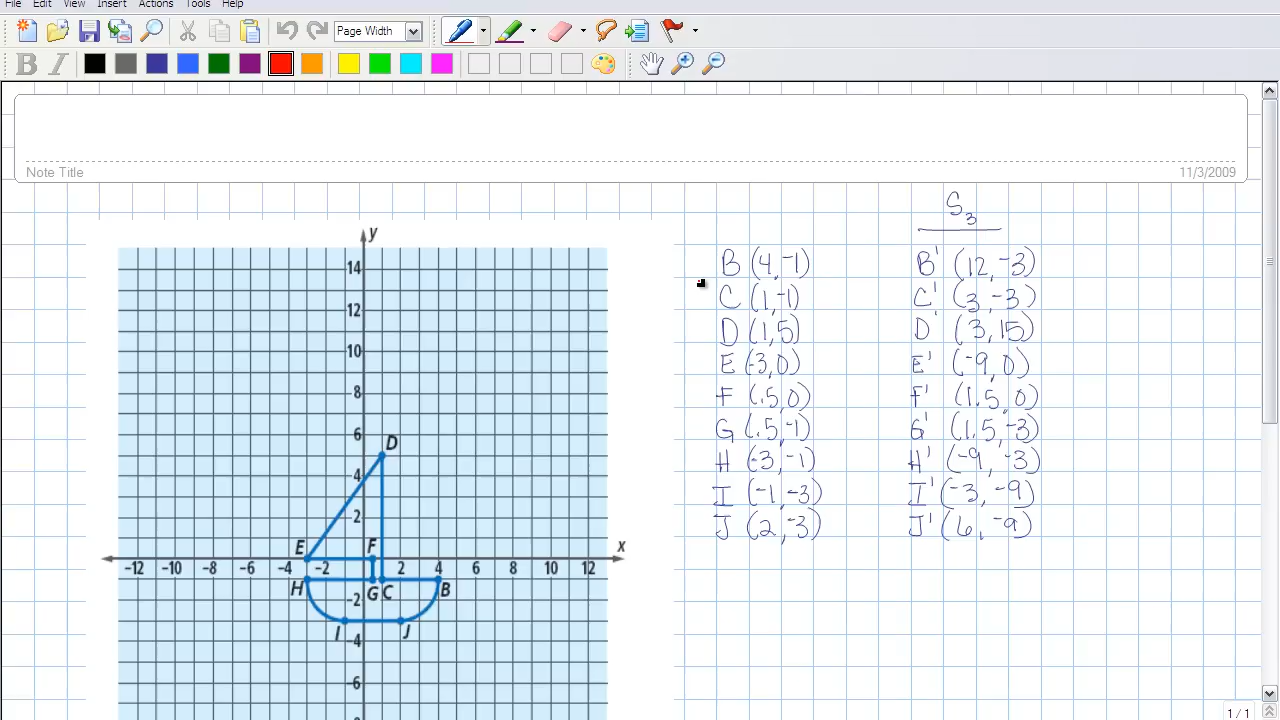 File Edit View Insert Actions Tools Help
Page Width
B I
Note Title
11/3/2009
S3
B (4,-1) B' (12,-3)
C (1,-1) C' (3,-3)
D (1,5) D' (3,15)
E (-3,0) E' (-9,0)
F (.5,0) F' (1.5,0)
G (.5,-1) G' (1.5,-3)
H (-3,-1) H' (-9,-3)
I (-1,-3) I' (-3,-9)
J (2,-3) J' (6,-9)
y
14
12
10
8
6
D
4
2
E F x
-12 -10 -8 -6 -4 -2 2 4 6 8 10 12
H G C B
-2
I J
-4
-6
1/1